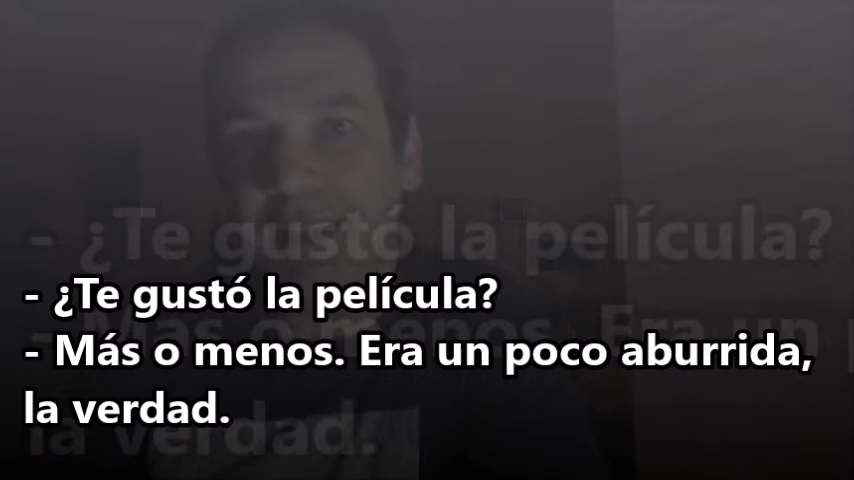 - ¿Te gustó la película?
- Más o menos. Era un poco aburrida,
la verdad.